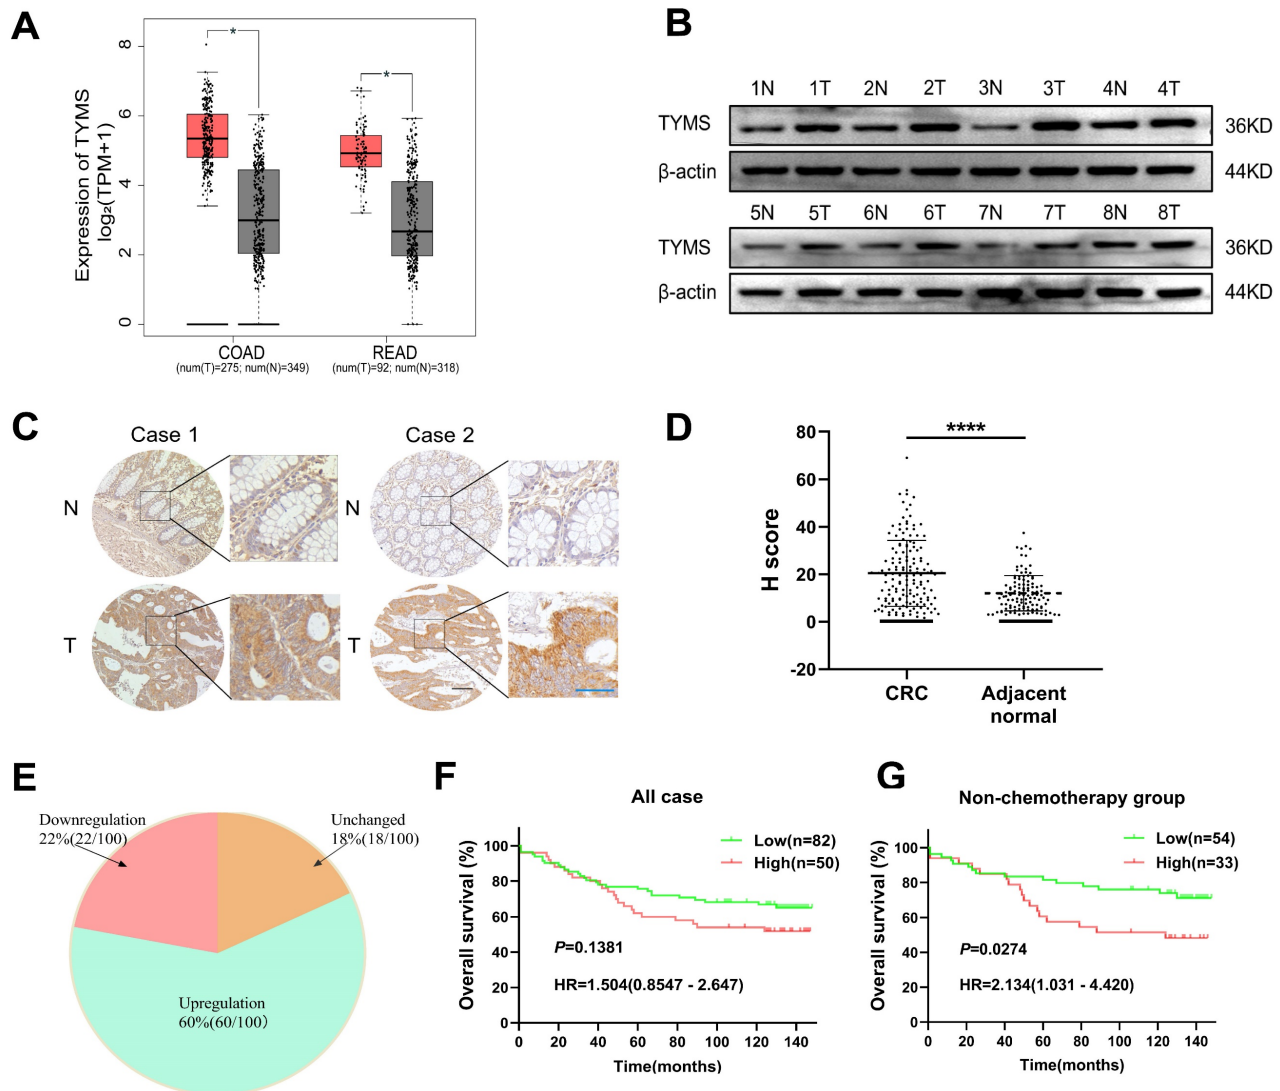 A
Expression of TYMS
log₂(TPM+1)
8
6
4
2
0
*
*
COAD
(num(T)=275; num(N)=349)
READ
(num(T)=92; num(N)=318)
B
1N 1T 2N 2T 3N 3T 4N 4T
TYMS 36KD
β-actin 44KD
5N 5T 6N 6T 7N 7T 8N 8T
TYMS 36KD
β-actin 44KD
C
Case 1 Case 2
N N
T T
D
H score
80
60
40
20
0
-20
****
CRC
Adjacent
normal
E
Downregulation
22%(22/100)
Unchanged
18%(18/100)
Upregulation
60%(60/100)
F
All case
Overall survival (%)
100
80
60
40
20
0
Low(n=82)
High(n=50)
P=0.1381
HR=1.504(0.8547 - 2.647)
0 20 40 60 80 100 120 140
Time(months)
G
Non-chemotherapy group
Overall survival (%)
100
80
60
40
20
0
Low(n=54)
High(n=33)
P=0.0274
HR=2.134(1.031 - 4.420)
0 20 40 60 80 100 120 140
Time(months)